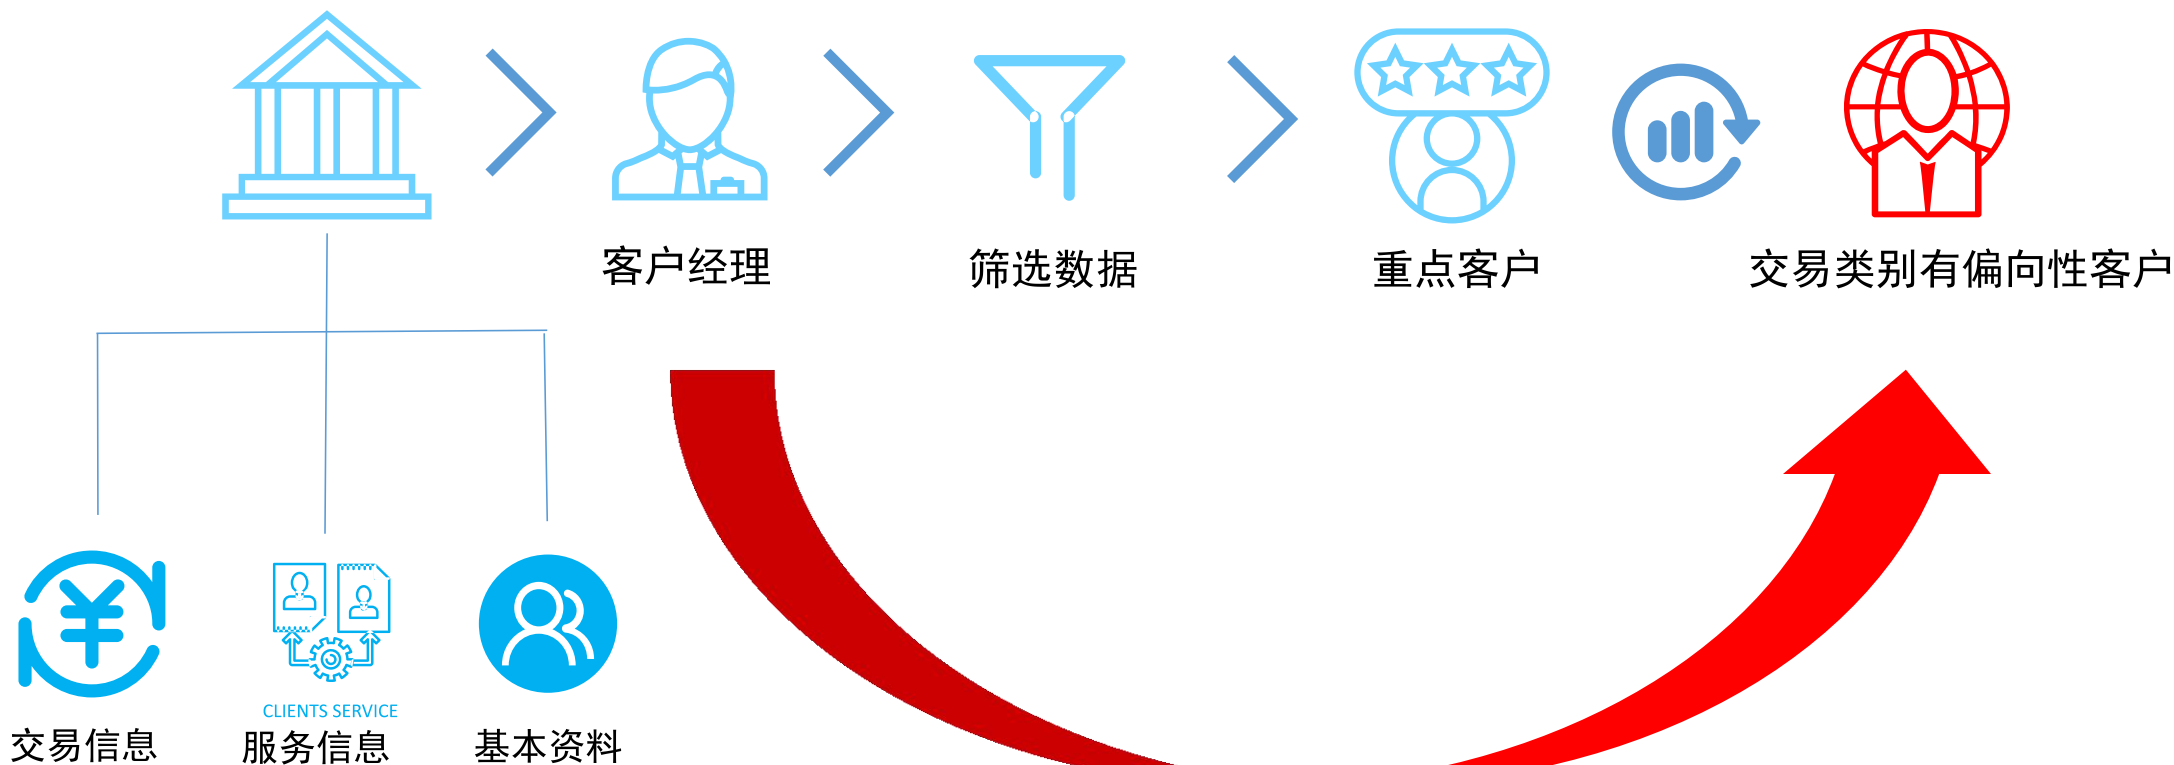 客户经理
筛选数据
重点客户
交易类别有偏向性客户
CLIENTS SERVICE
交易信息
服务信息
基本资料